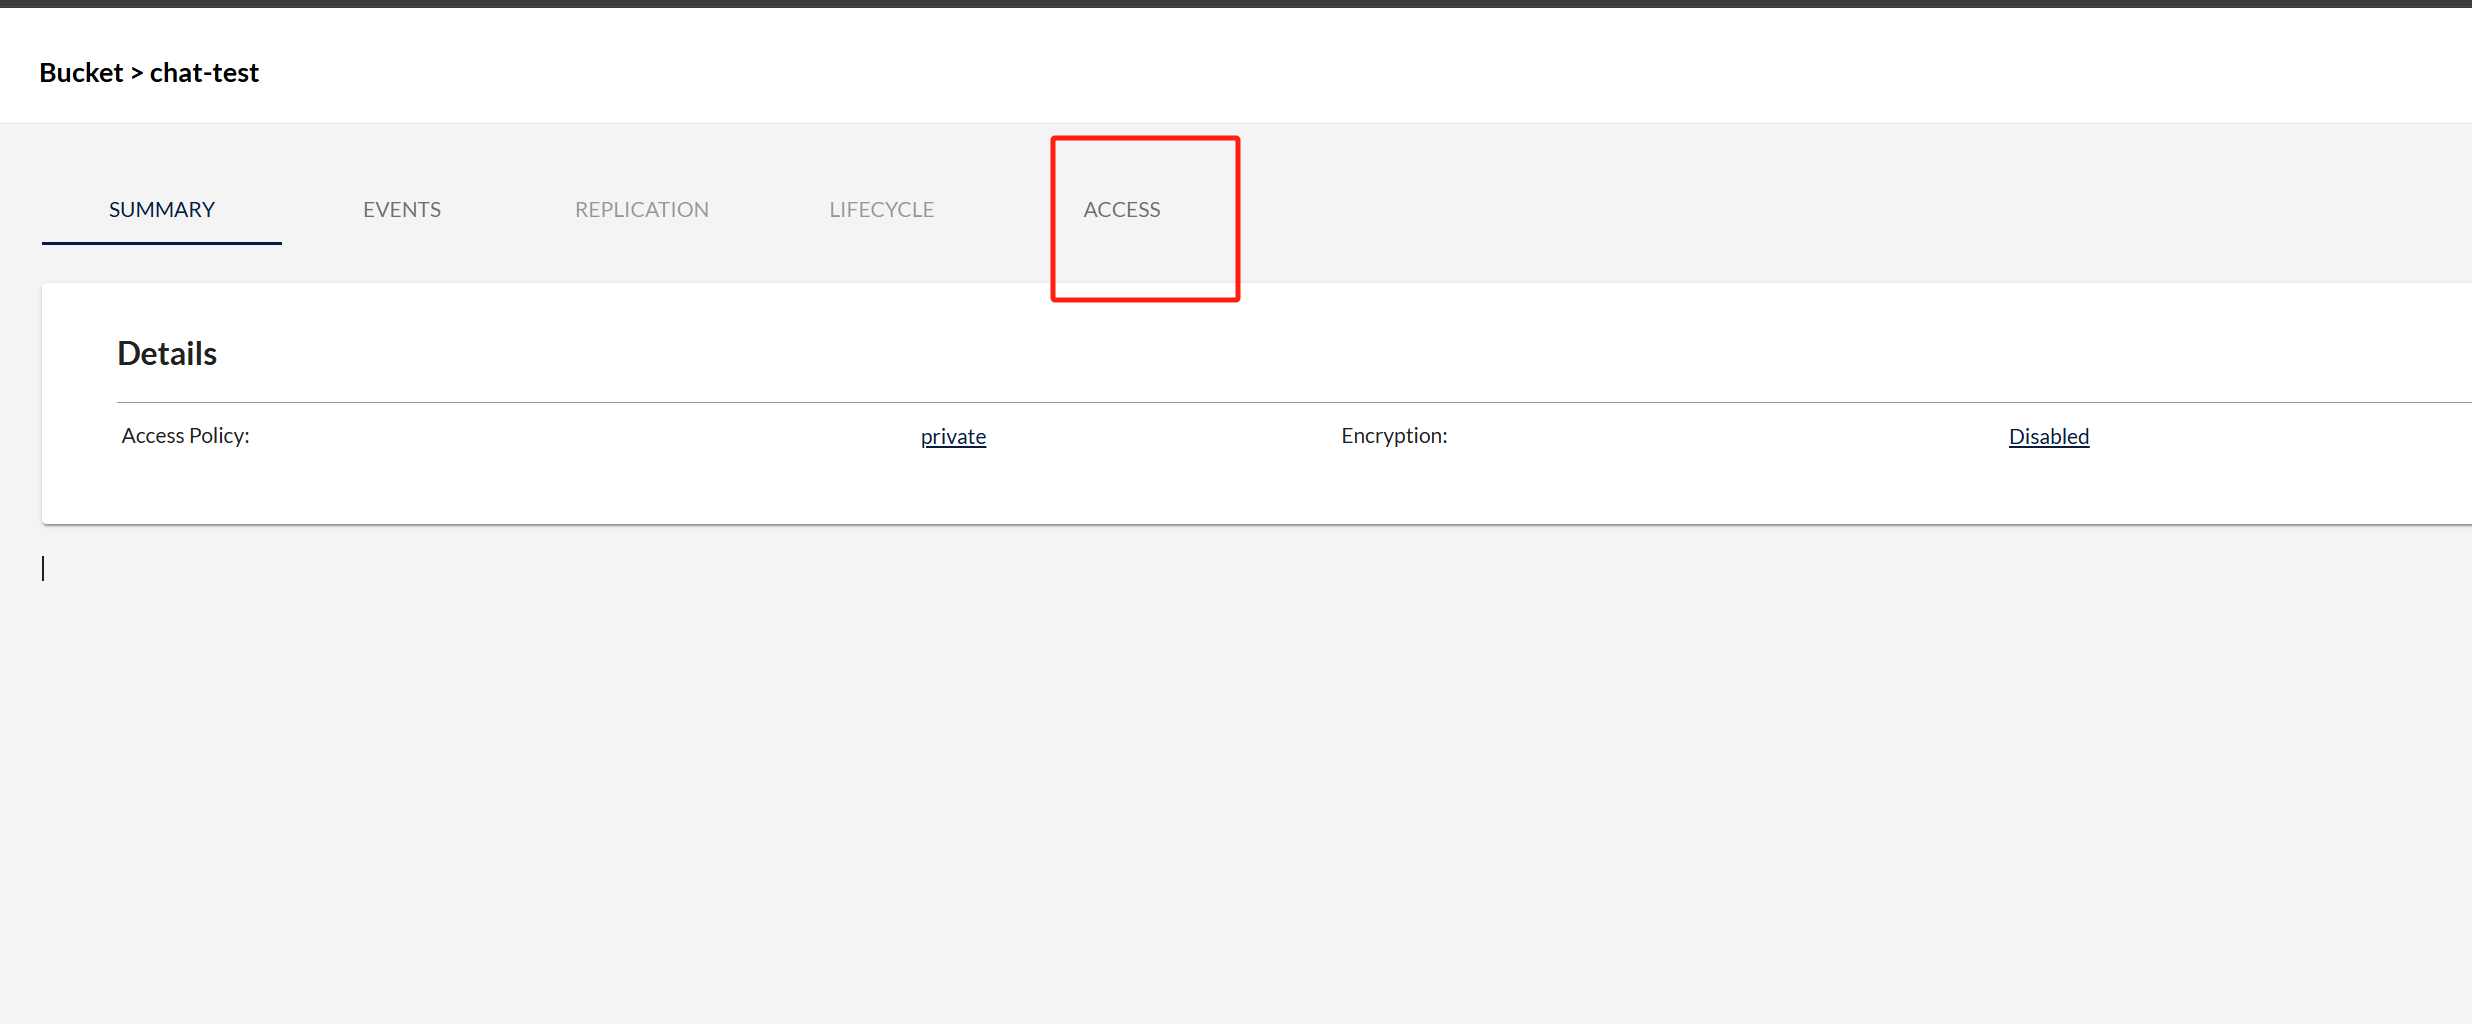 Bucket > chat-test
SUMMARY EVENTS REPLICATION LIFECYCLE ACCESS
Details
Access Policy: private Encryption: Disabled